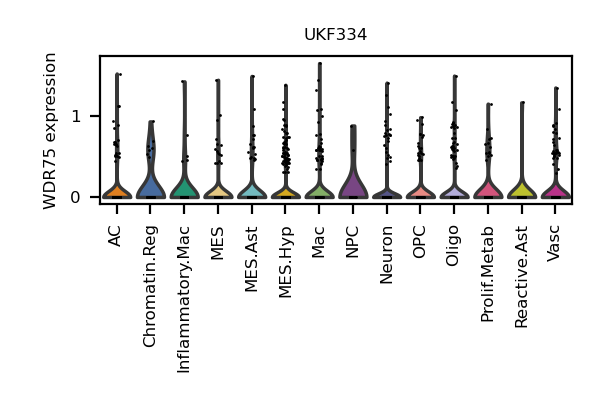 UKF334
WDR75 expression
1
0
AC
Chromatin.Reg
Inflammatory.Mac
MES
MES.Ast
MES.Hyp
Mac
NPC
Neuron
OPC
Oligo
Prolif.Metab
Reactive.Ast
Vasc